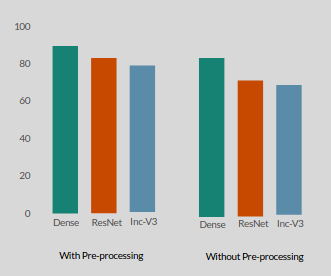 100
80
60
40
20
0
Dense ResNet Inc-V3
Dense ResNet Inc-V3
With Pre-processing
Without Pre-processing